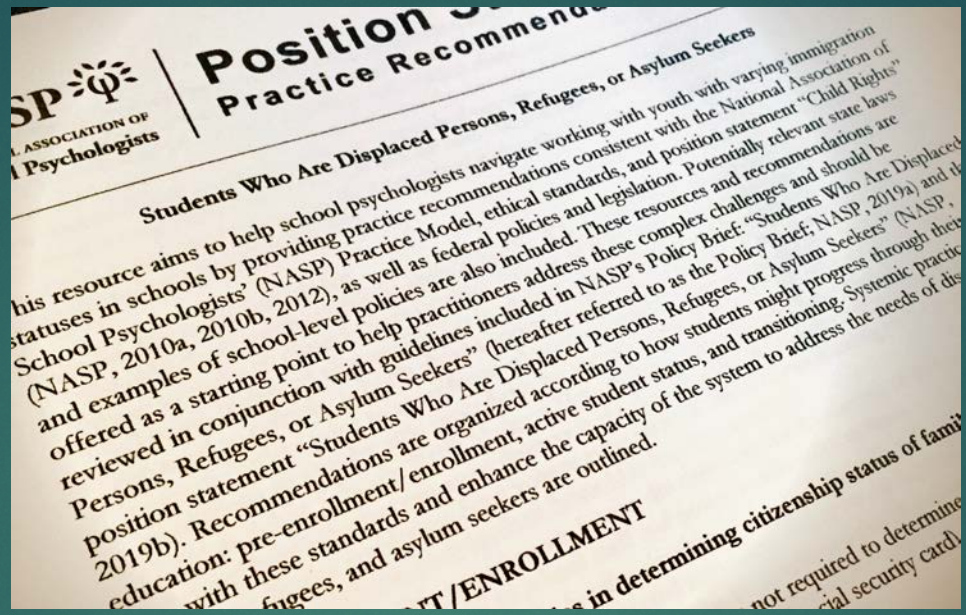 Position
Practice Recommend
SP
ASSOCIATION OF
Psychologists
Students Who Are Displaced Persons, Refugees, or Asylum Seekers
his resource aims to help school psychologists navigate working with youth with varying immigration
statuses in schools by providing practice recommendations consistent with the National Association of
School Psychologists' (NASP) Practice Model, ethical standards, and position statement "Child Rights"
(NASP, 2010a, 2010b, 2012), as well as federal policies and legislation. Potentially relevant state laws
and examples of school-level policies are also included. These resources and recommendations are
offered as a starting point to help practitioners address these complex challenges and should be
reviewed in conjunction with guidelines included in NASP's Policy Brief: "Students Who Are Displaced
Persons, Refugees, or Asylum Seekers" (hereafter referred to as the Policy Brief; NASP, 2019a) and th
position statement "Students Who Are Displaced Persons, Refugees, or Asylum Seekers" (NASP,
2019b). Recommendations are organized according to how students might progress through their
education: pre-enrollment/enrollment, active student status, and transitioning, Systemic practic
with these standards and enhance the capacity of the system to address the needs of dis
fugees, and asylum seekers are outlined.
T/ENROLLMENT
in determining citizenship status of famil
not required to determine
ial security card)